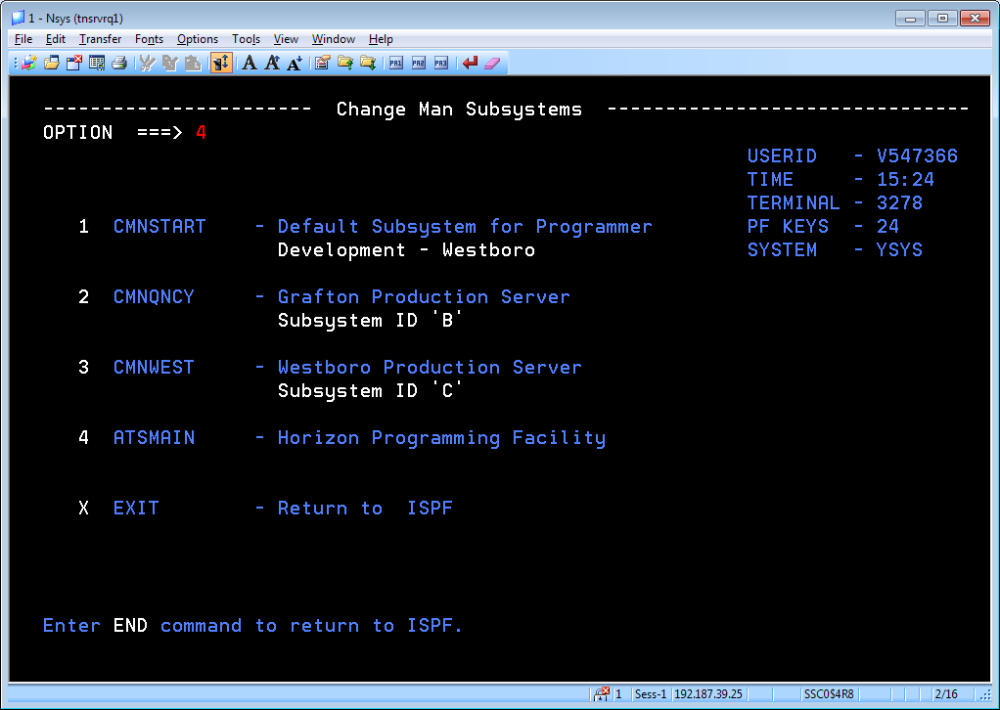 1 - Nsys (tnsrvrq1)
File Edit Transfer Fonts Options Tools View Window Help
A A A PA1 PA2 PA3
----------------------- Change Man Subsystems -------------------------------
OPTION ===> 4
USERID - V547366
TIME - 15:24
TERMINAL - 3278
1 CMNSTART - Default Subsystem for Programmer PF KEYS - 24
Development - Westboro SYSTEM - YSYS
2 CMNQNCY - Grafton Production Server
Subsystem ID 'B'
3 CMNWEST - Westboro Production Server
Subsystem ID 'C'
4 ATSMAIN - Horizon Programming Facility
X EXIT - Return to ISPF
Enter END command to return to ISPF.
1 Sess-1 192.187.39.25 SSC0$4R8 2/16